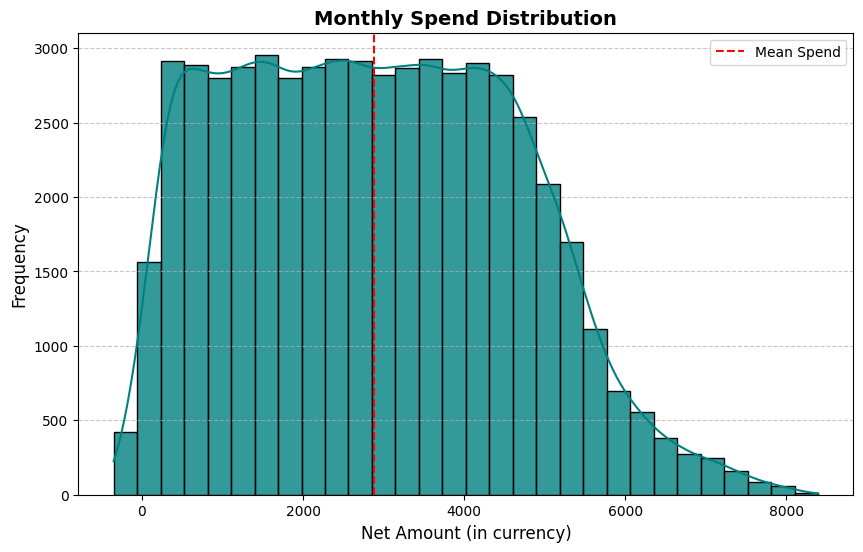 Monthly Spend Distribution
Mean Spend
3000
2500
2000
1500
1000
500
0
Frequency
0 2000 4000 6000 8000
Net Amount (in currency)